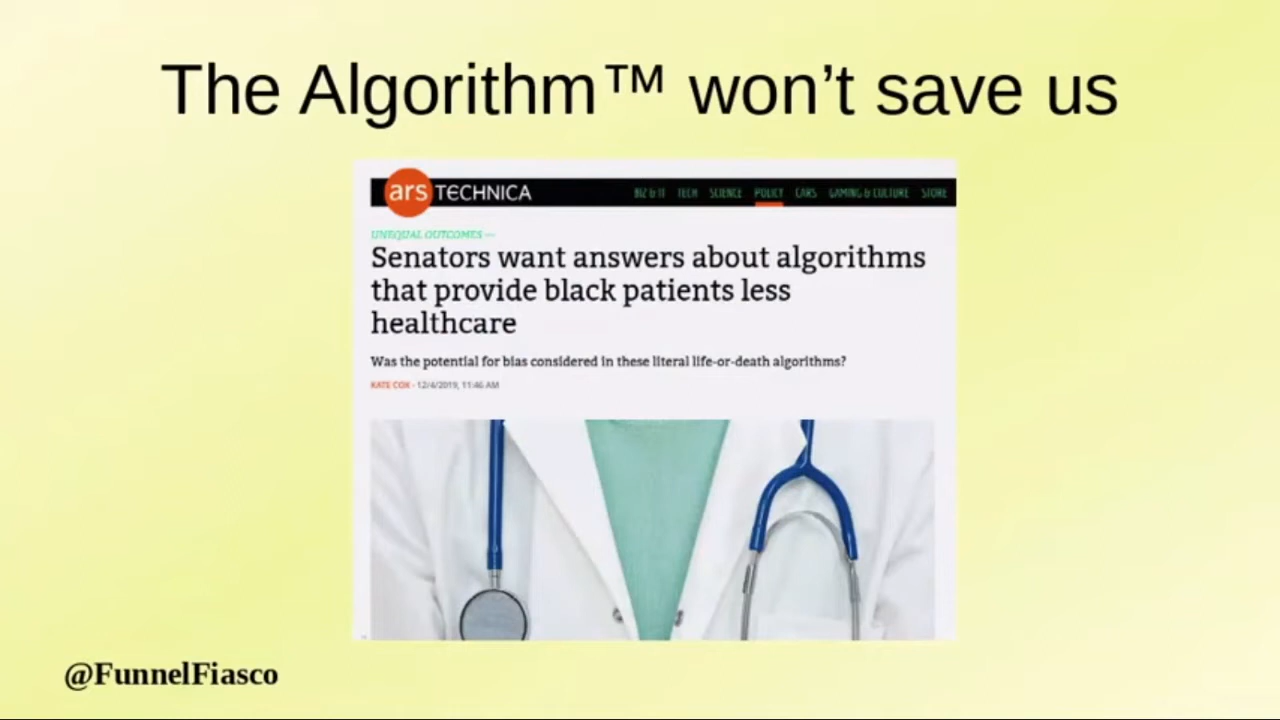 The Algorithm™ won’t save us
ars TECHNICA
BIZ & IT TECH SCIENCE POLICY CARS GAMING & CULTURE STORE
UNEQUAL OUTCOMES —
Senators want answers about algorithms
that provide black patients less
healthcare
Was the potential for bias considered in these literal life-or-death algorithms?
KATE COX - 12/4/2019, 11:46 AM
@FunnelFiasco